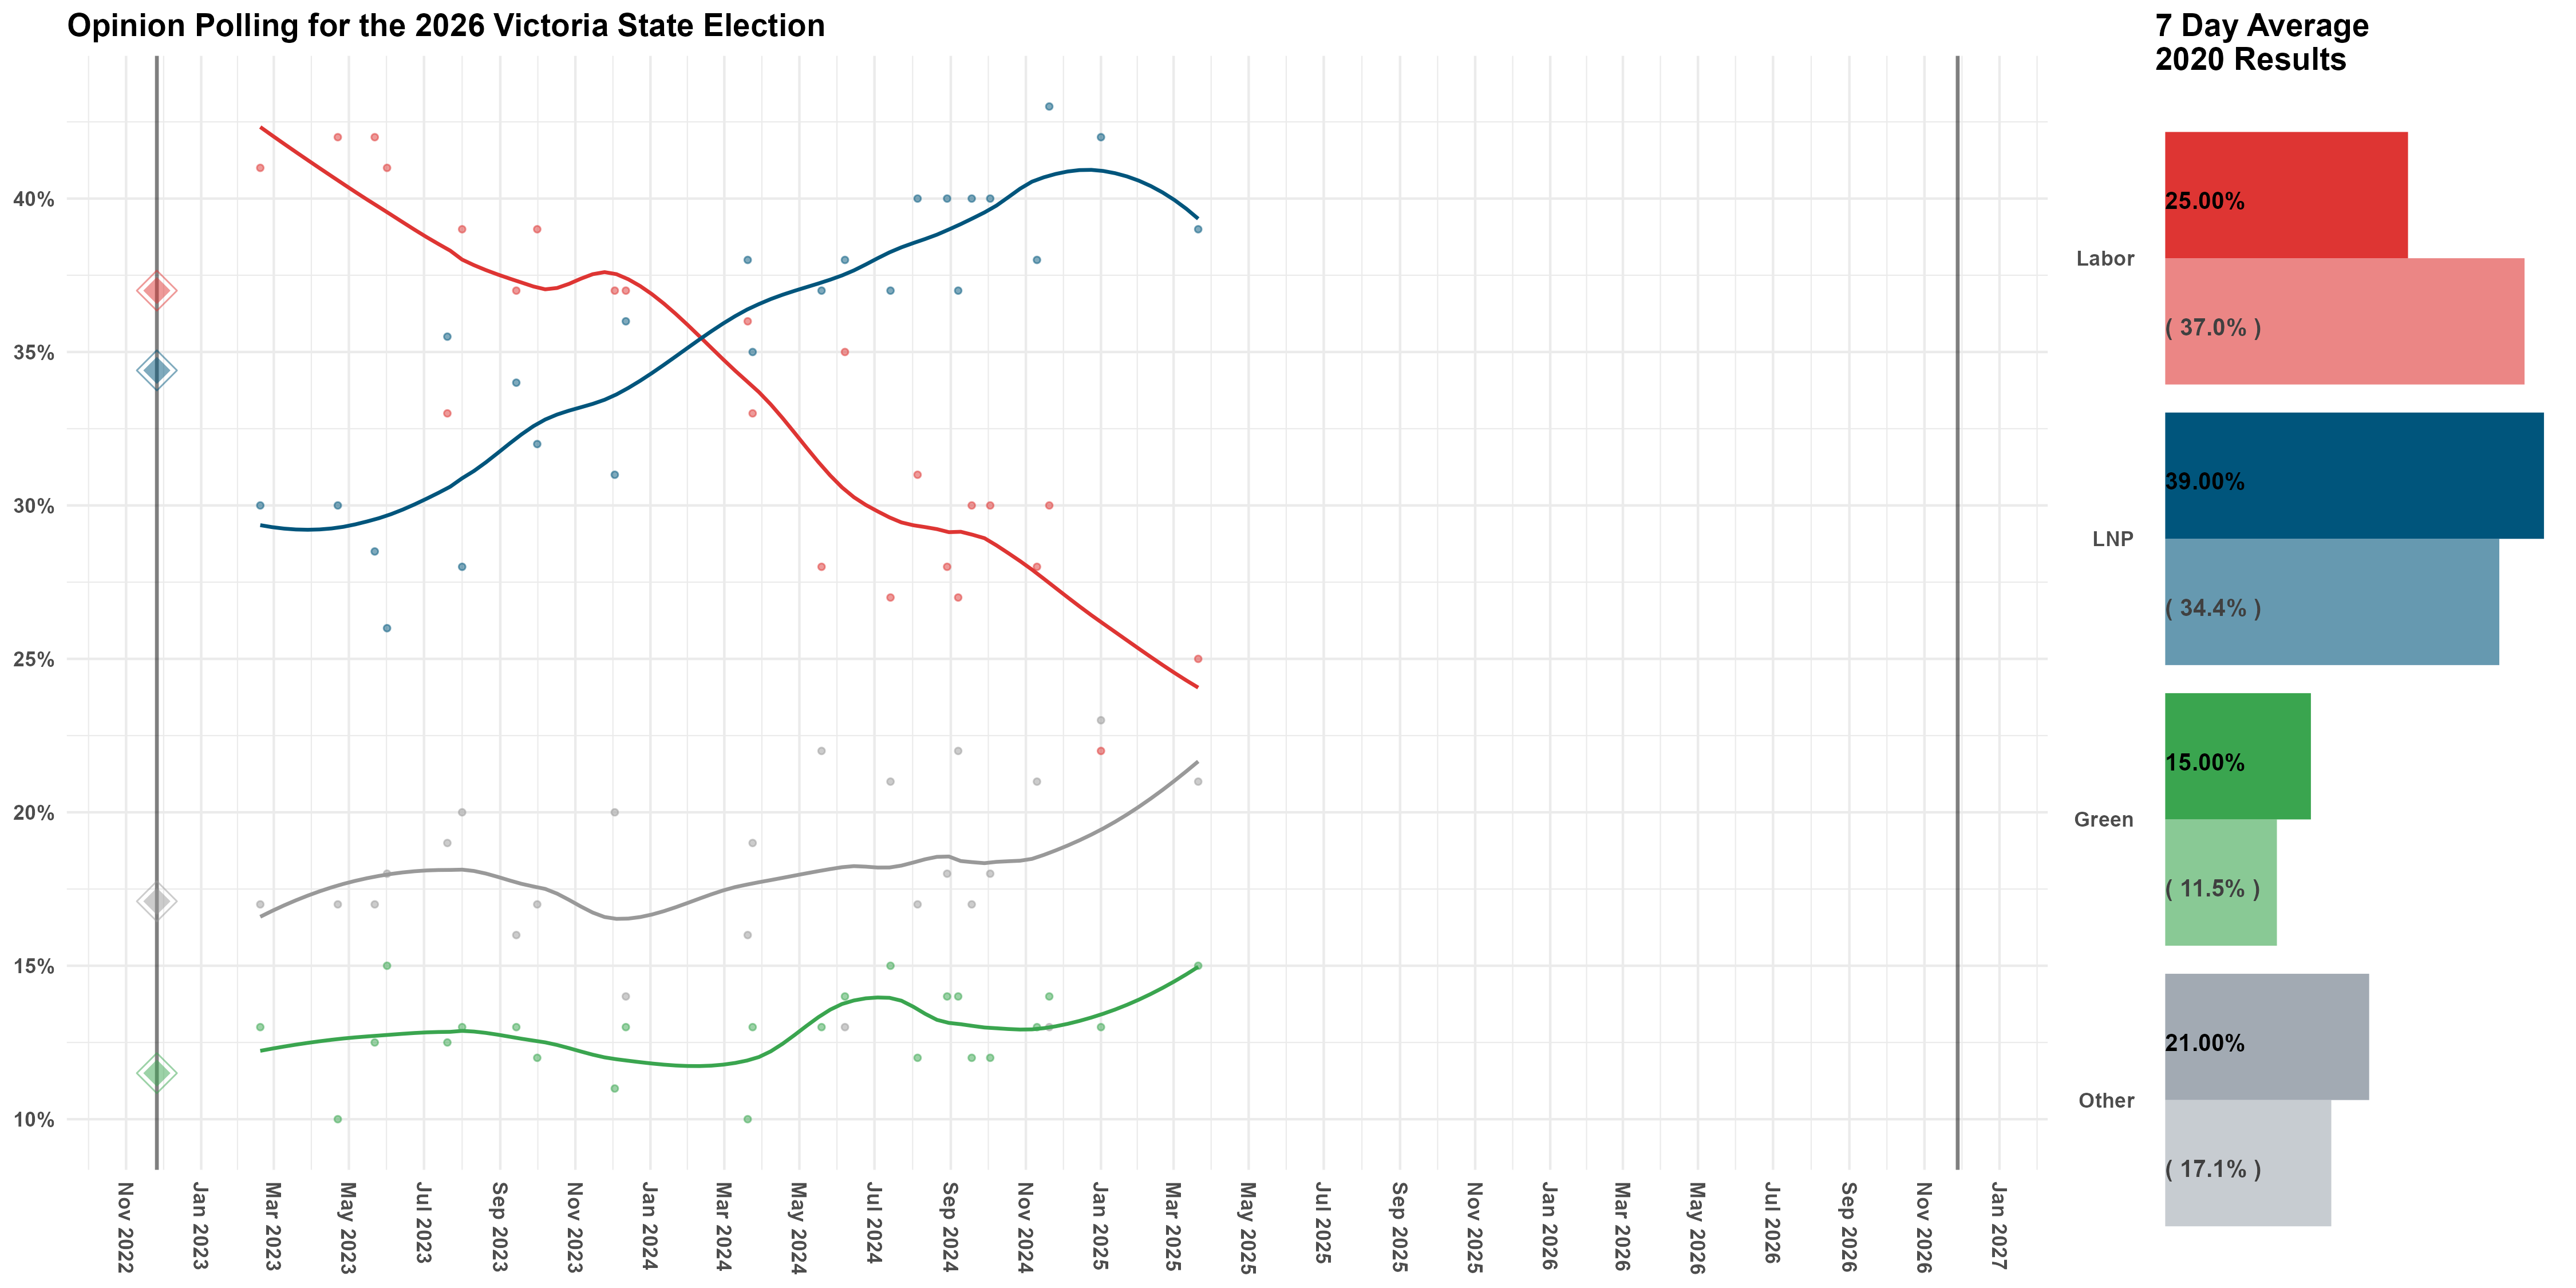 Opinion Polling for the 2026 Victoria State Election
40%
35%
30%
25%
20%
15%
10%
Nov 2022
Jan 2023
Mar 2023
May 2023
Jul 2023
Sep 2023
Nov 2023
Jan 2024
Mar 2024
May 2024
Jul 2024
Sep 2024
Nov 2024
Jan 2025
Mar 2025
May 2025
Jul 2025
Sep 2025
Nov 2025
Jan 2026
Mar 2026
May 2026
Jul 2026
Sep 2026
Nov 2026
Jan 2027
7 Day Average
2020 Results
Labor
25.00%
( 37.0% )
LNP
39.00%
( 34.4% )
Green
15.00%
( 11.5% )
Other
21.00%
( 17.1% )